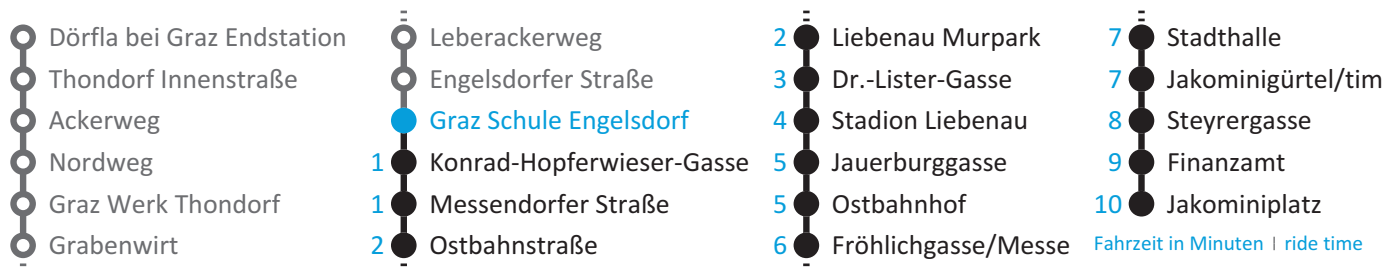 Dörfla bei Graz Endstation
Thondorf Innenstraße
Ackerweg
Nordweg
Graz Werk Thondorf
Grabenwirt
Leberackerweg
Engelsdorfer Straße
Graz Schule Engelsdorf
1 Konrad-Hopferwieser-Gasse
1 Messendorfer Straße
2 Ostbahnstraße
2 Liebenau Murpark
3 Dr.-Lister-Gasse
4 Stadion Liebenau
5 Jauerburggasse
5 Ostbahnhof
6 Fröhlichgasse/Messe
7 Stadthalle
7 Jakominigürtel/tim
8 Steyrergasse
9 Finanzamt
10 Jakominiplatz
Fahrzeit in Minuten | ride time